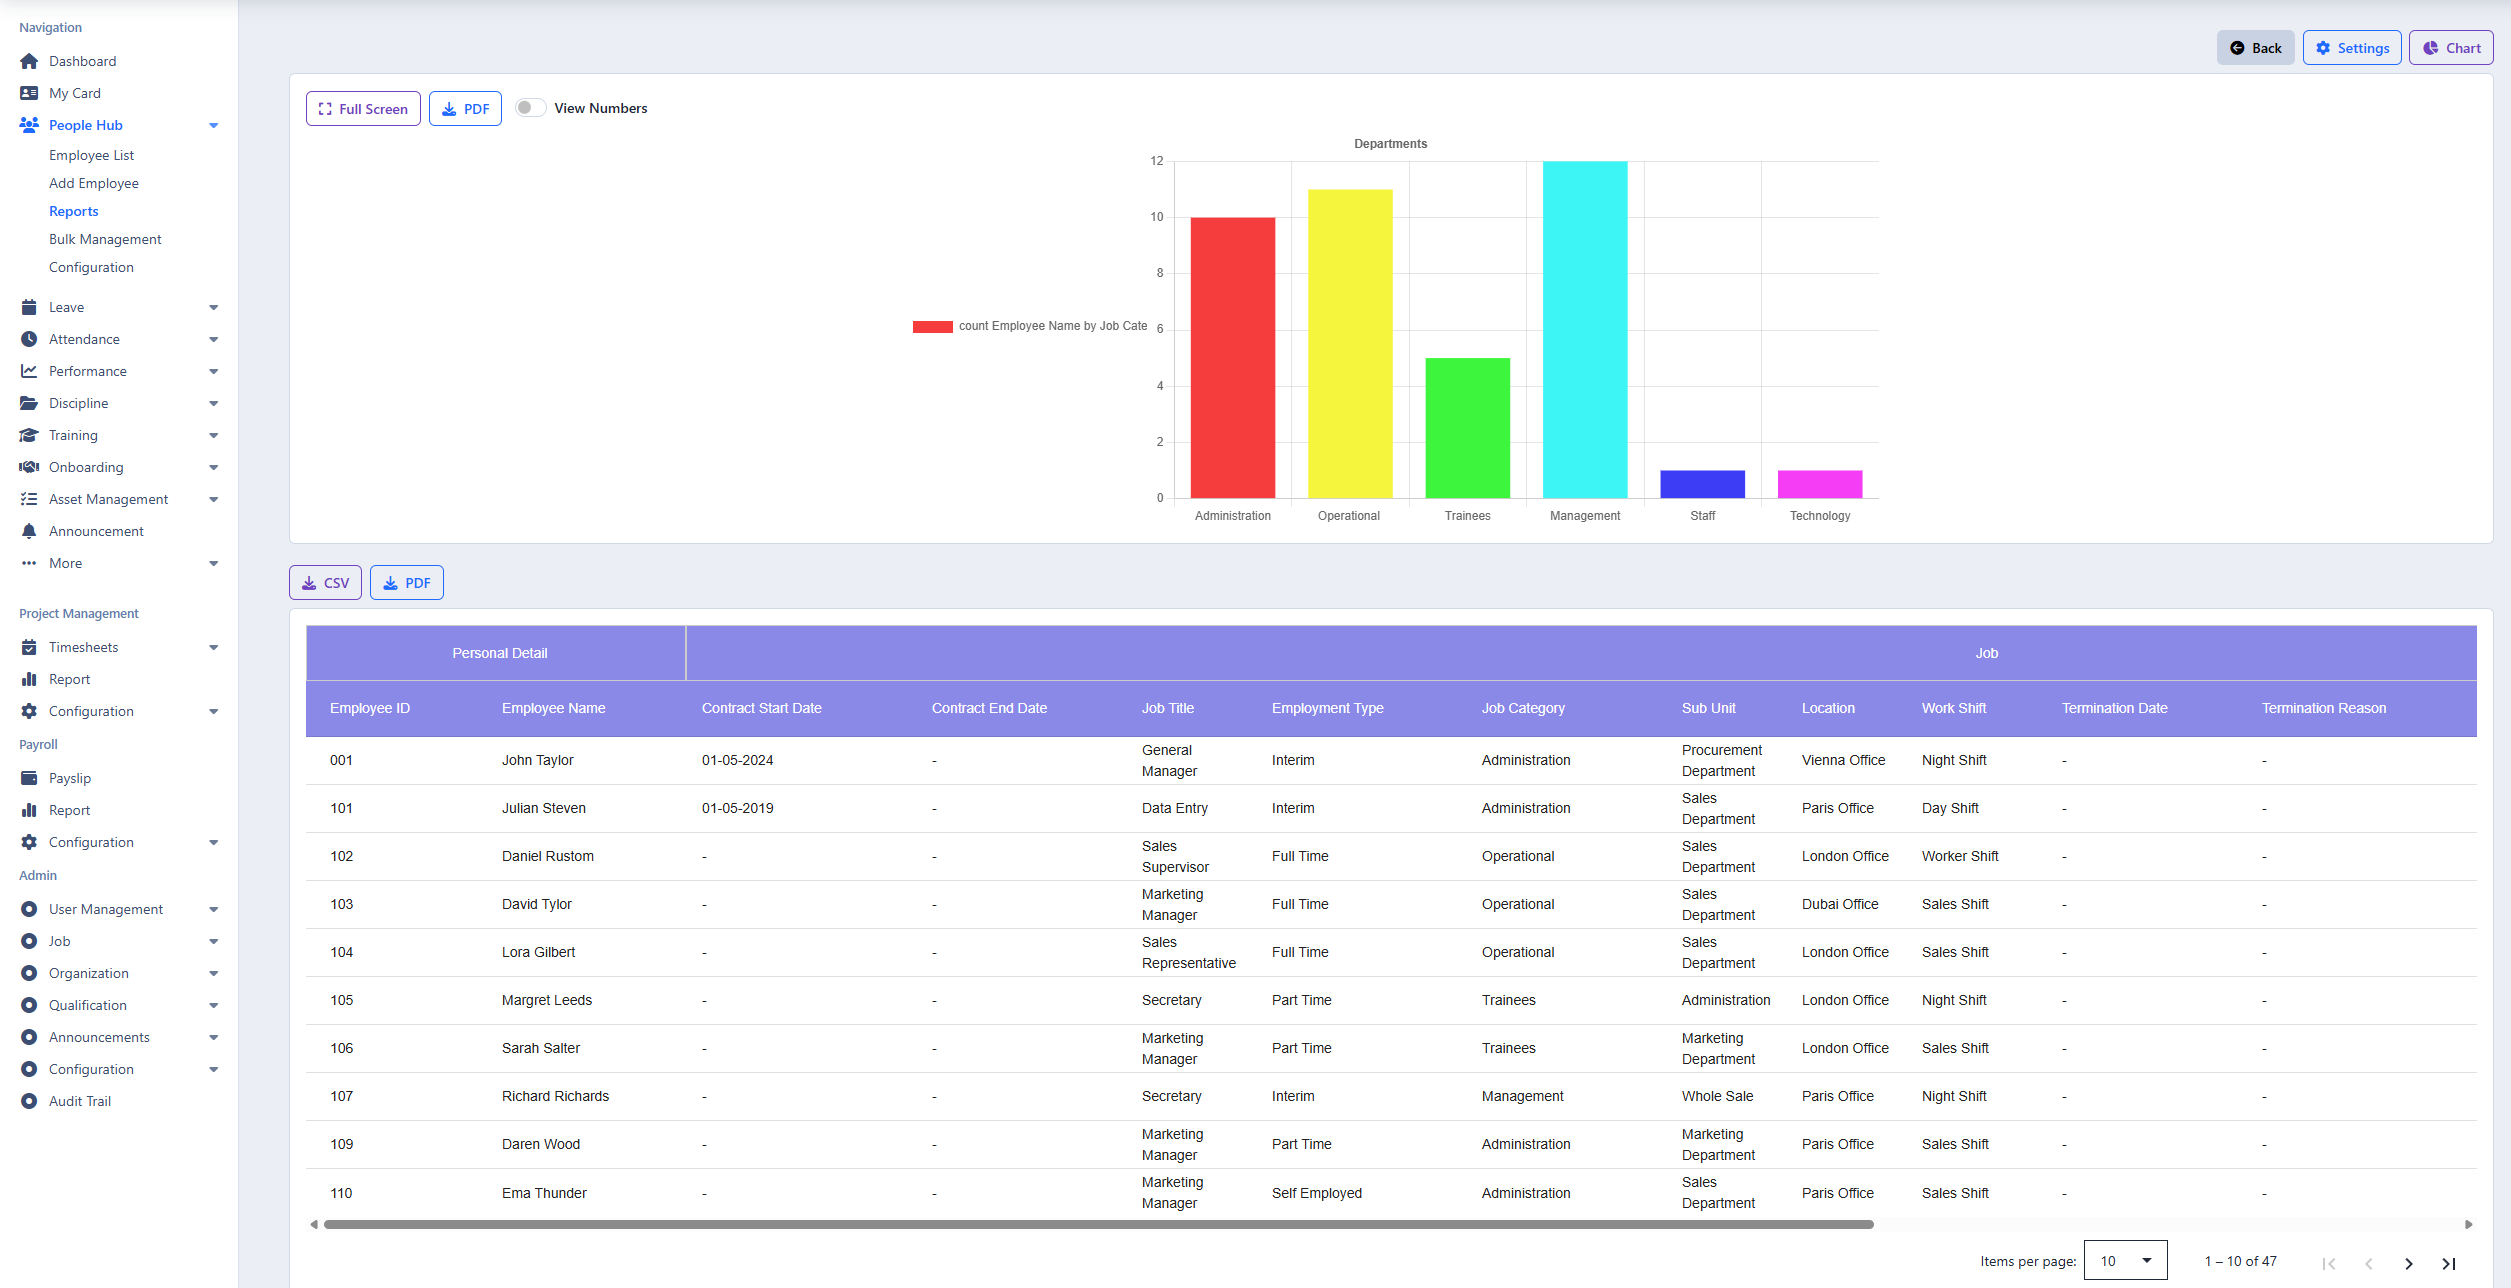 Navigation
Dashboard
My Card
People Hub
Employee List
Add Employee
Reports
Bulk Management
Configuration
Leave
Attendance
Performance
Discipline
Training
Onboarding
Asset Management
Announcement
More
Project Management
Timesheets
Report
Configuration
Payroll
Payslip
Report
Configuration
Admin
User Management
Job
Organization
Qualification
Announcements
Configuration
Audit Trail
Back Settings Chart
Full Screen PDF View Numbers
Departments
12
10
8
6
4
2
0
count Employee Name by Job Cate
Administration Operational Trainees Management Staff Technology
CSV PDF
Personal Detail Job
Employee ID Employee Name Contract Start Date Contract End Date Job Title Employment Type Job Category Sub Unit Location Work Shift Termination Date Termination Reason
001 John Taylor 01-05-2024 - General Manager Interim Administration Procurement Department Vienna Office Night Shift - -
101 Julian Steven 01-05-2019 - Data Entry Interim Administration Sales Department Paris Office Day Shift - -
102 Daniel Rustom - - Sales Supervisor Full Time Operational Sales Department London Office Worker Shift - -
103 David Tylor - - Marketing Manager Full Time Operational Sales Department Dubai Office Sales Shift - -
104 Lora Gilbert - - Sales Representative Full Time Operational Sales Department London Office Sales Shift - -
105 Margret Leeds - - Secretary Part Time Trainees Administration London Office Night Shift - -
106 Sarah Salter - - Marketing Manager Part Time Trainees Marketing Department London Office Sales Shift - -
107 Richard Richards - - Secretary Interim Management Whole Sale Paris Office Night Shift - -
109 Daren Wood - - Marketing Manager Part Time Administration Marketing Department Paris Office Sales Shift - -
110 Ema Thunder - - Marketing Manager Self Employed Administration Sales Department Paris Office Sales Shift - -
Items per page: 10 1 – 10 of 47